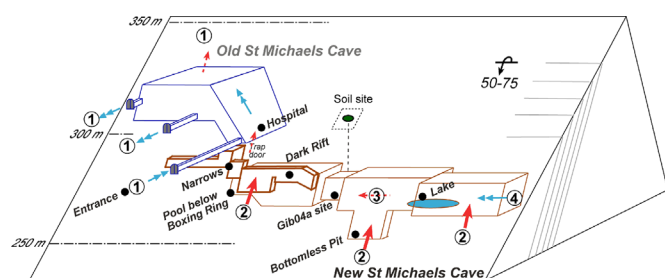 350 m
①
Old St Michaels Cave
50-75
①
Soil site
Hospital
300 m
①
Trap
door
Dark Rift
Narrows
①
Entrance
Pool below
Boxing Ring
②
Gib04a site
③
Lake
④
②
②
Bottomless Pit
250 m
New St Michaels Cave